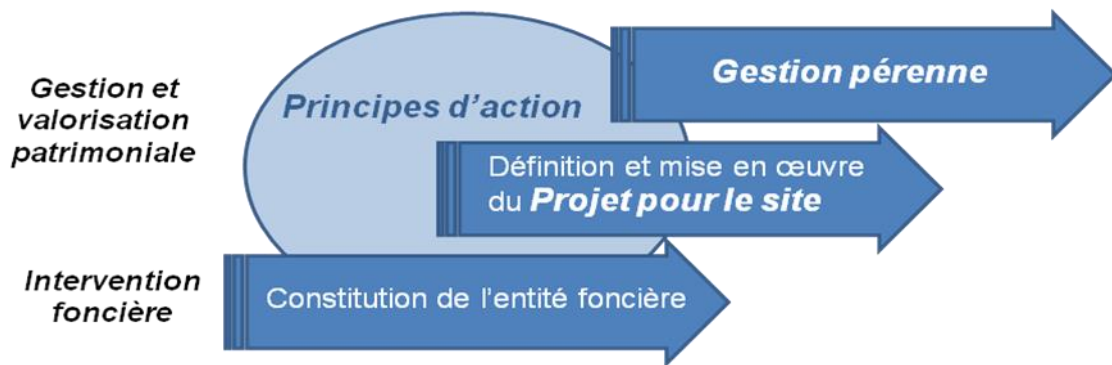 Gestion et
valorisation
patrimoniale
Principes d'action
Gestion pérenne
Définition et mise en œuvre
du Projet pour le site
Intervention
foncière
Constitution de l'entité foncière